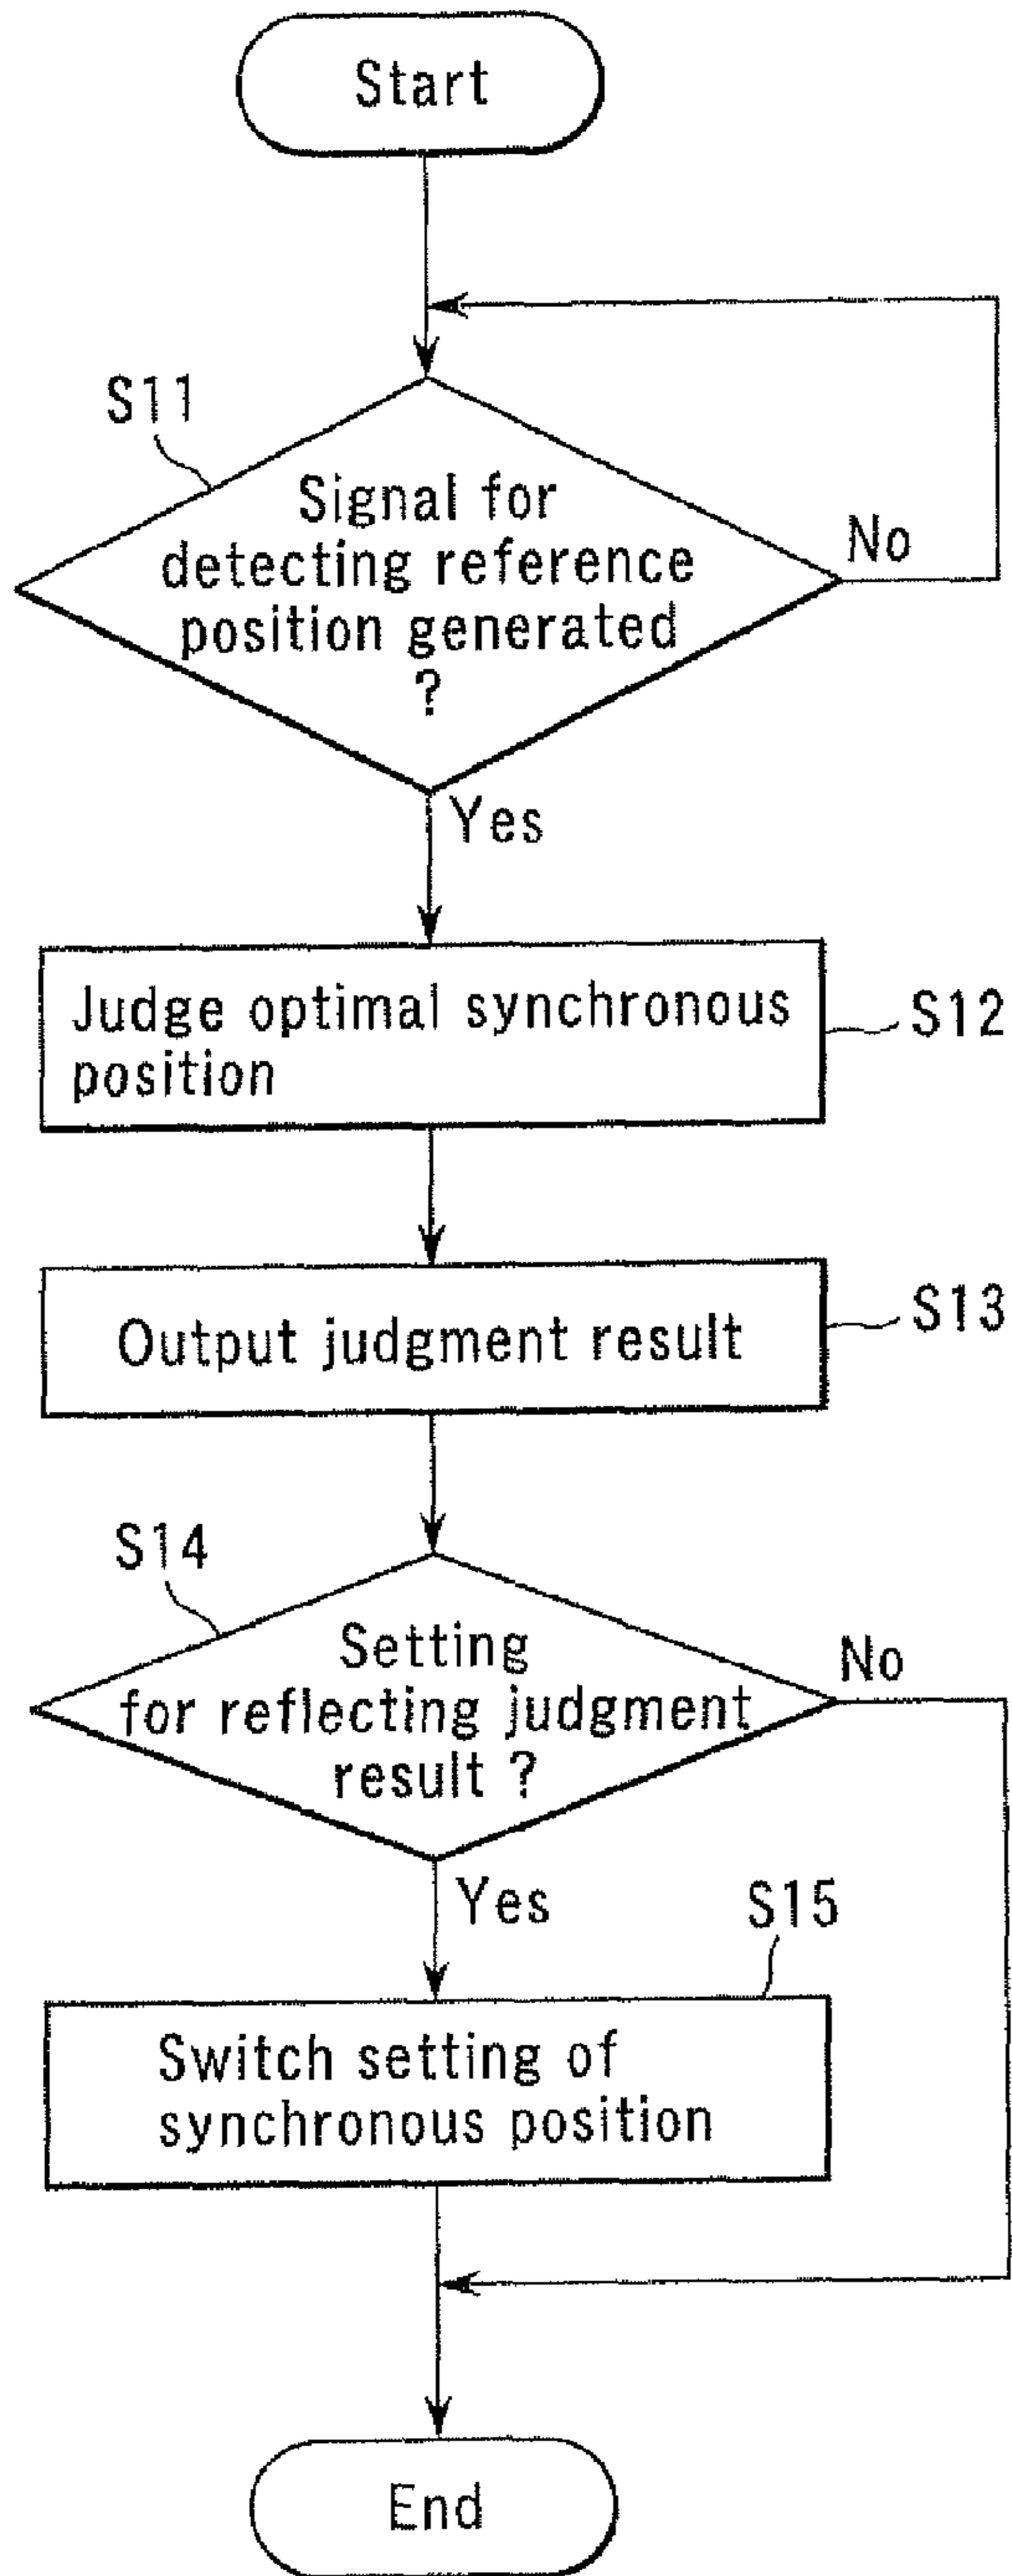 Start
S11
Signal for
detecting reference
position generated
?
No
Yes
Judge optimal synchronous
position
S12
Output judgment result
S13
S14
Setting
for reflecting judgment
result ?
No
Yes
S15
Switch setting of
synchronous position
End